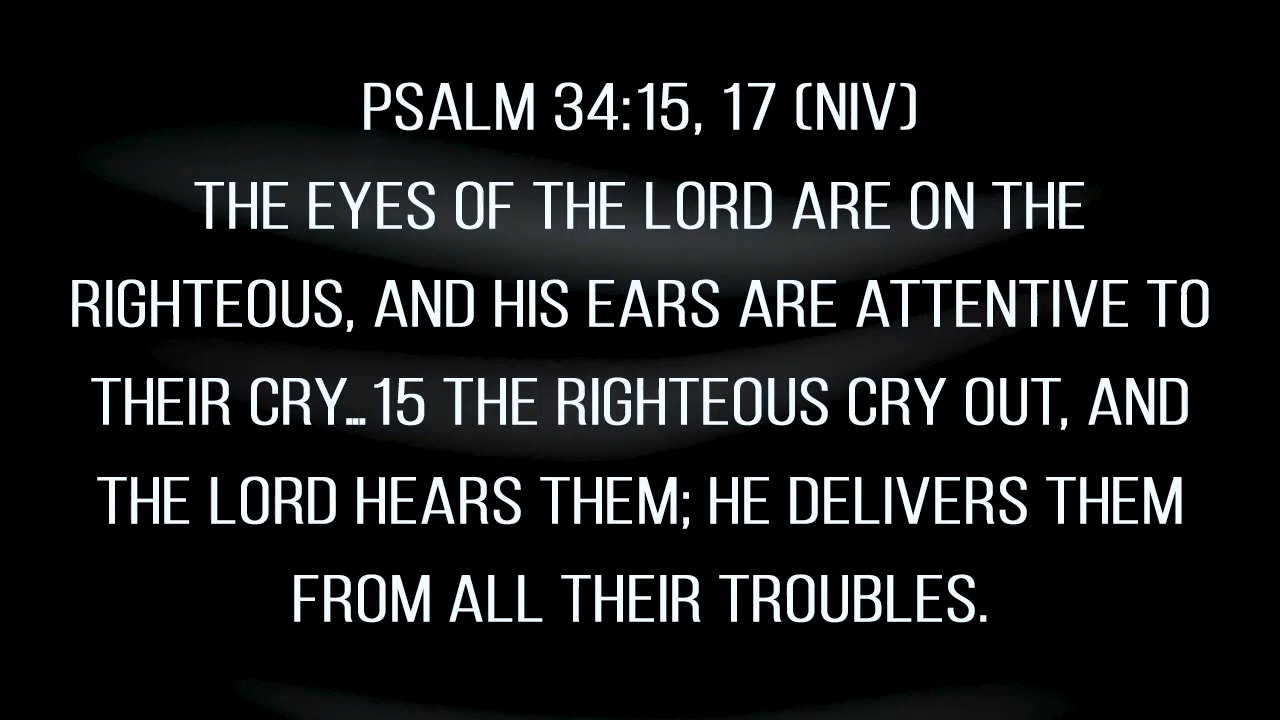 PSALM 34:15, 17 (NIV)
THE EYES OF THE LORD ARE ON THE
RIGHTEOUS, AND HIS EARS ARE ATTENTIVE TO
THEIR CRY...15 THE RIGHTEOUS CRY OUT, AND
THE LORD HEARS THEM; HE DELIVERS THEM
FROM ALL THEIR TROUBLES.